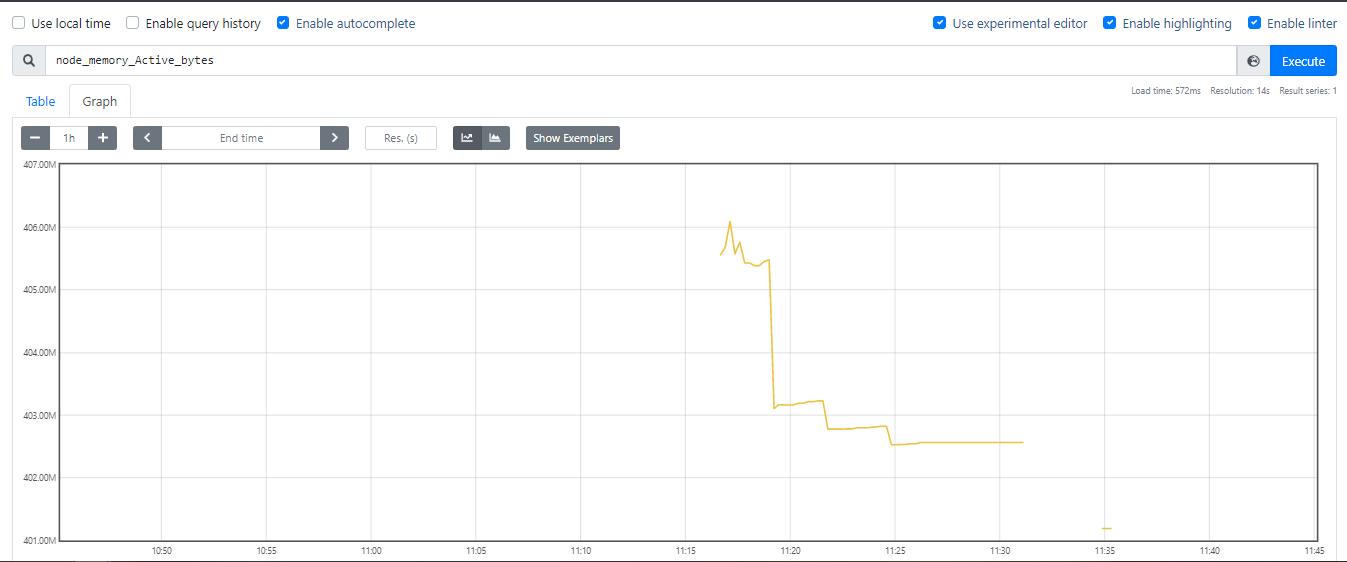 Use local time Enable query history Enable autocomplete Use experimental editor Enable highlighting Enable linter
node_memory_Active_bytes Execute
Load time: 572ms Resolution: 14s Result series: 1
Table Graph
1h End time Res. (s) Show Exemplars
407.00M
406.00M
405.00M
404.00M
403.00M
402.00M
401.00M
10:50 10:55 11:00 11:05 11:10 11:15 11:20 11:25 11:30 11:35 11:40 11:45